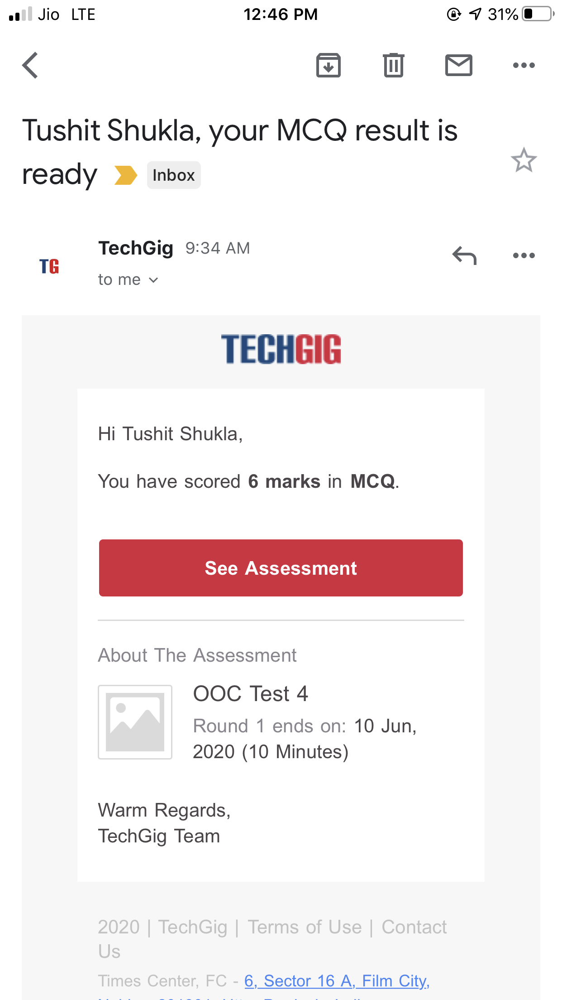 Jio LTE 12:46 PM 31%
Tushit Shukla, your MCQ result is
ready Inbox
TechGig 9:34 AM
TG
to me
TECHGIG
Hi Tushit Shukla,
You have scored 6 marks in MCQ.
See Assessment
About The Assessment
OOC Test 4
Round 1 ends on: 10 Jun,
2020 (10 Minutes)
Warm Regards,
TechGig Team
2020 | TechGig | Terms of Use | Contact
Us
Times Center, FC - 6, Sector 16 A, Film City,